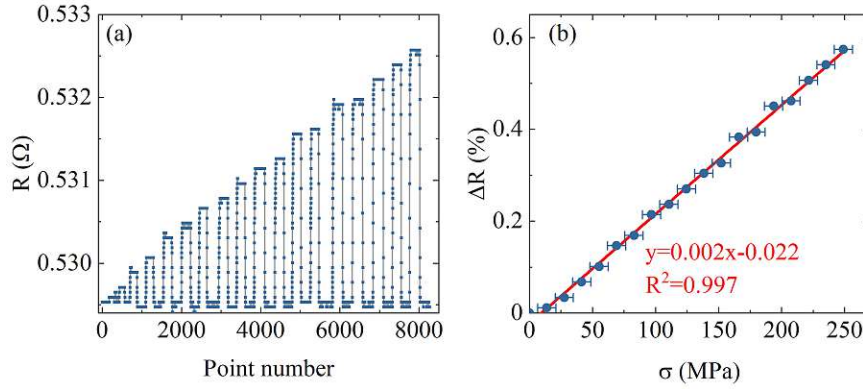 (a)
0.533
0.532
0.531
0.530
R (Ω)
0 2000 4000 6000 8000
Point number
(b)
0.6
0.4
0.2
0
ΔR (%)
y=0.002x-0.022
R²=0.997
0 50 100 150 200 250
σ (MPa)